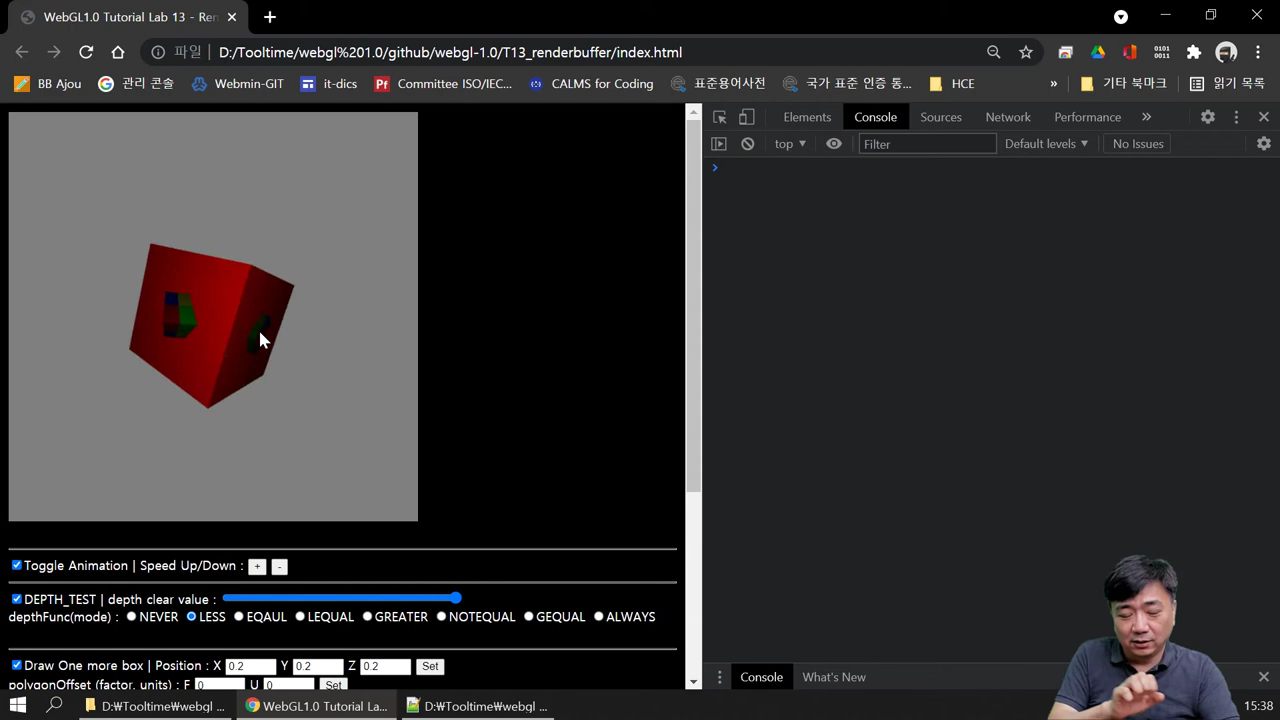 WebGL1.0 Tutorial Lab 13 - Ren
파일 D:/Tooltime/webgl%201.0/github/webgl-1.0/T13_renderbuffer/index.html
BB Ajou 관리 콘솔 Webmin-GIT it-dics Committee ISO/IEC... CALMS for Coding 표준용어사전 국가 표준 인증 통... HCE » 기타 북마크 읽기 목록
Elements Console Sources Network Performance »
top Filter Default levels No Issues
Toggle Animation | Speed Up/Down : + -
DEPTH_TEST | depth clear value :
depthFunc(mode) : NEVER LESS EQAUL LEQUAL GREATER NOTEQUAL GEQUAL ALWAYS
Draw One more box | Position : X 0.2 Y 0.2 Z 0.2 Set
polygonOffset (factor, units) : F 0 U 0 Set
Console What's New
D:₩Tooltime₩webgl ... WebGL1.0 Tutorial La... D:₩Tooltime₩webgl ... 15:38